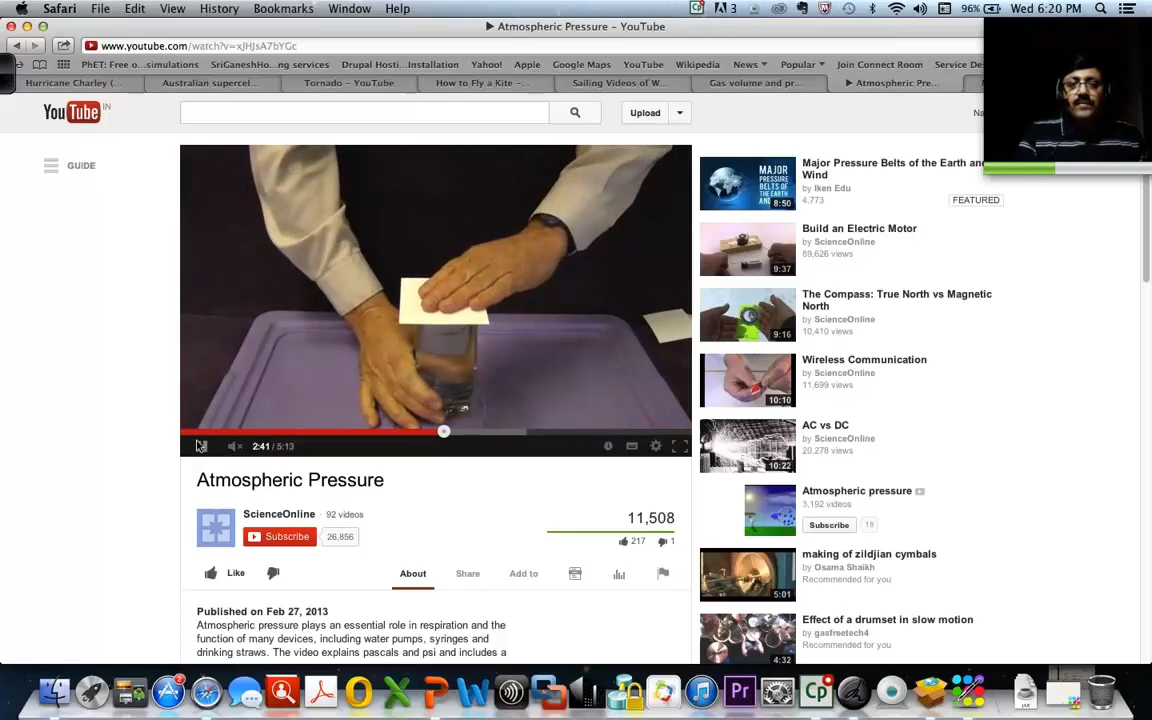 Safari File Edit View History Bookmarks Window Help
3 96% Wed 6:20 PM
Atmospheric Pressure – YouTube
www.youtube.com/watch?v=xJHJsA7bYGc
PhET: Free o...simulations SriGaneshHo...ng services Drupal Hosti...Installation Yahoo! Apple Google Maps YouTube Wikipedia News Popular Join Connect Room Service Des
Hurricane Charley ( Australian supercel... Tornado – YouTube How to Fly a Kite –... Sailing Videos of W... Gas volume and pr... Atmospheric Pre...
YouTube IN
Upload
GUIDE
Major Pressure Belts of the Earth and Wind
by Iken Edu
4,773
FEATURED
MAJOR PRESSURE BELTS OF THE EARTH
8:50
Build an Electric Motor
by ScienceOnline
89,626 views
9:37
The Compass: True North vs Magnetic North
by ScienceOnline
10,410 views
9:16
Wireless Communication
by ScienceOnline
11,699 views
10:10
AC vs DC
by ScienceOnline
20,278 views
10:22
Atmospheric pressure
3,192 videos
Subscribe
making of zildjian cymbals
by Osama Shaikh
Recommended for you
5:01
Effect of a drumset in slow motion
by gasfreetech4
Recommended for you
4:32
2:41 / 5:13
Atmospheric Pressure
ScienceOnline · 92 videos
Subscribe 26,856
11,508
217 1
Like
About Share Add to
Published on Feb 27, 2013
Atmospheric pressure plays an essential role in respiration and the
function of many devices, including water pumps, syringes and
drinking straws. The video explains pascals and psi and includes a